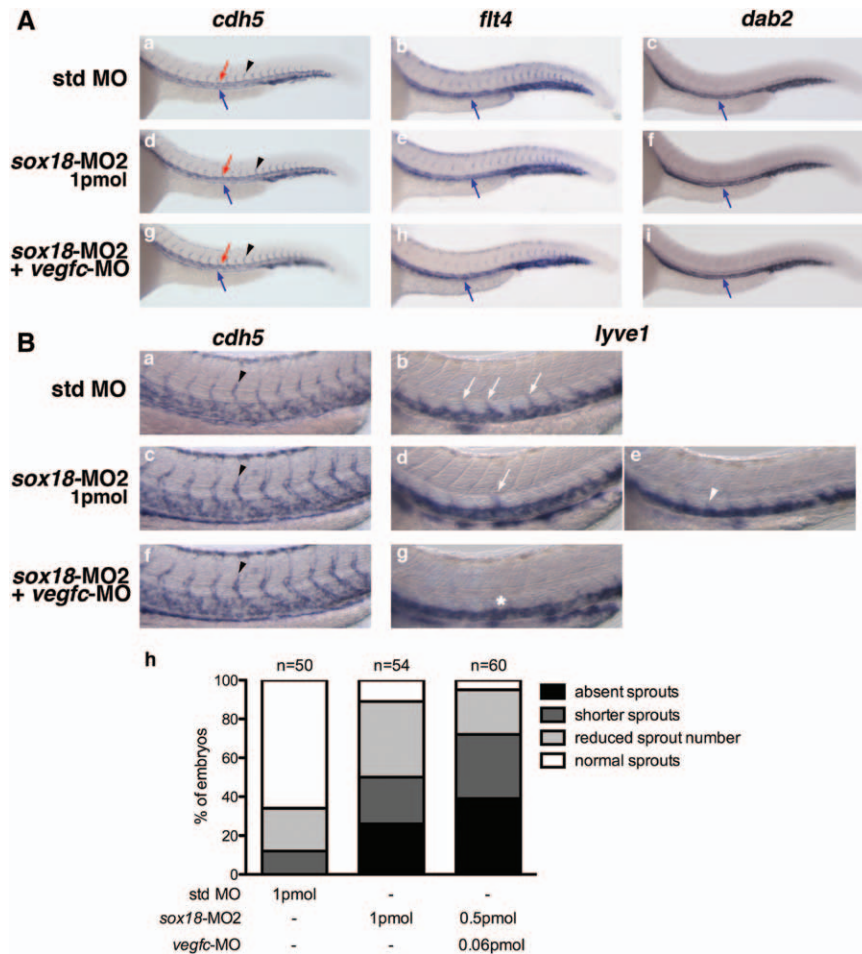 A
cdh5 flt4 dab2
std MO
a b c
sox18-MO2
1pmol
d e f
sox18-MO2
+ vegfc-MO
g h i
B
cdh5 lyve1
std MO
a b
sox18-MO2
1pmol
c d e
sox18-MO2
+ vegfc-MO
f g
*
h
n=50 n=54 n=60
100
80
60
40
20
0
% of embryos
absent sprouts
shorter sprouts
reduced sprout number
normal sprouts
std MO 1pmol - -
sox18-MO2 - 1pmol 0.5pmol
vegfc-MO - - 0.06pmol